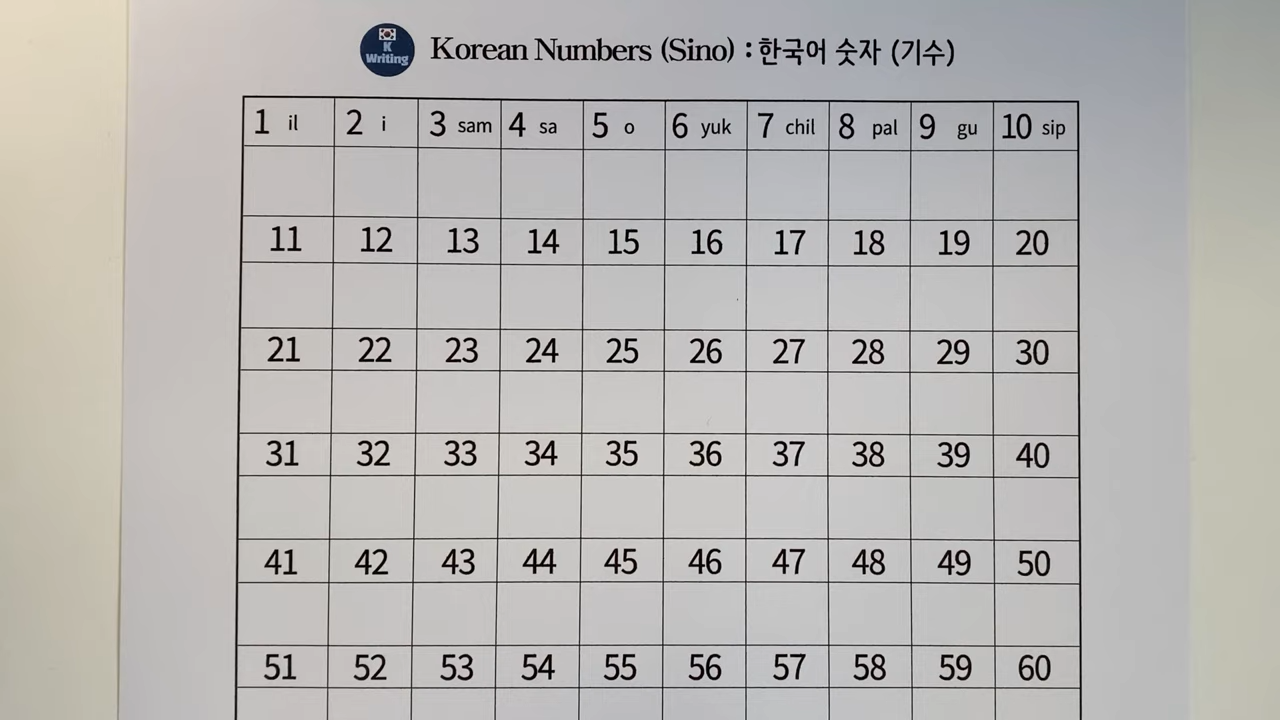 K
Writing
Korean Numbers (Sino) : 한국어 숫자 (기수)
1 il 2 i 3 sam 4 sa 5 o 6 yuk 7 chil 8 pal 9 gu 10 sip
11 12 13 14 15 16 17 18 19 20
21 22 23 24 25 26 27 28 29 30
31 32 33 34 35 36 37 38 39 40
41 42 43 44 45 46 47 48 49 50
51 52 53 54 55 56 57 58 59 60